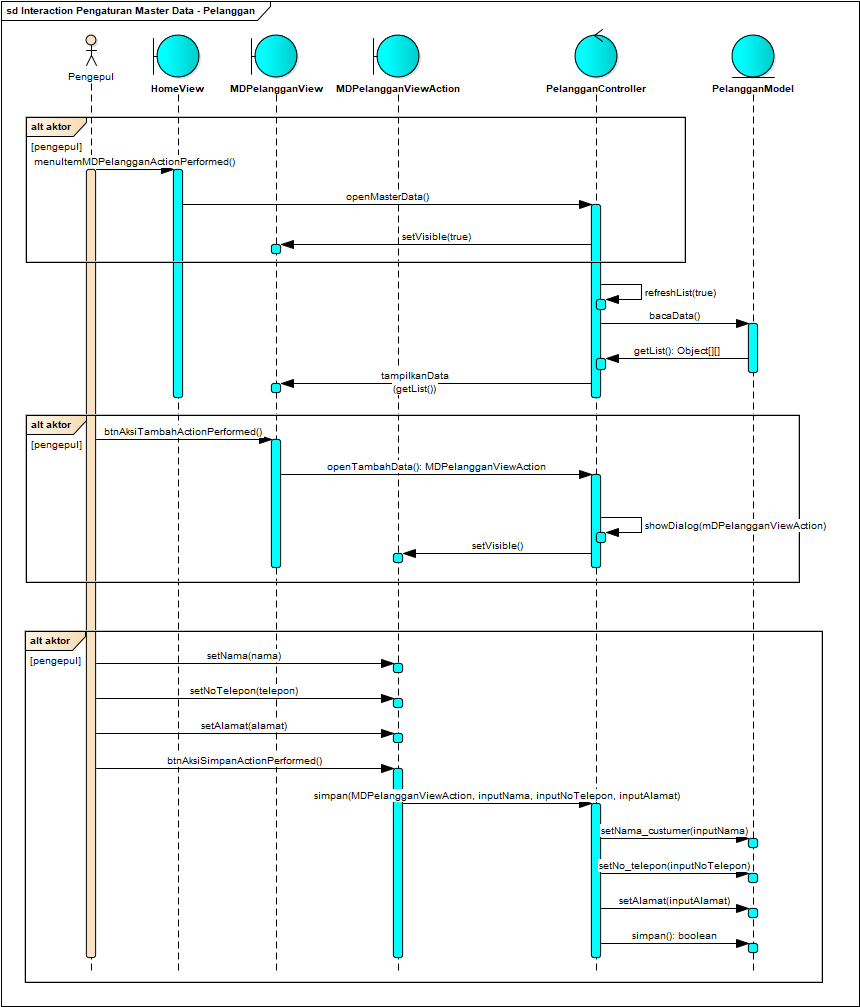 sd Interaction Pengaturan Master Data - Pelanggan
Pengepul
HomeView
MDPelangganView
MDPelangganViewAction
PelangganController
PelangganModel
alt aktor
[pengepul]
menuItemMDPelangganActionPerformed()
openMasterData()
setVisible(true)
refreshList(true)
bacaData()
getList(): Object[][]
tampilkanData
(getList())
alt aktor
[pengepul]
btnAksiTambahActionPerformed()
openTambahData(): MDPelangganViewAction
showDialog(mDPelangganViewAction)
setVisible()
alt aktor
[pengepul]
setNama(nama)
setNoTelepon(telepon)
setAlamat(alamat)
btnAksiSimpanActionPerformed()
simpan(MDPelangganViewAction, inputNama, inputNoTelepon, inputAlamat)
setNama_custumer(inputNama)
setNo_telepon(inputNoTelepon)
setAlamat(inputAlamat)
simpan(): boolean